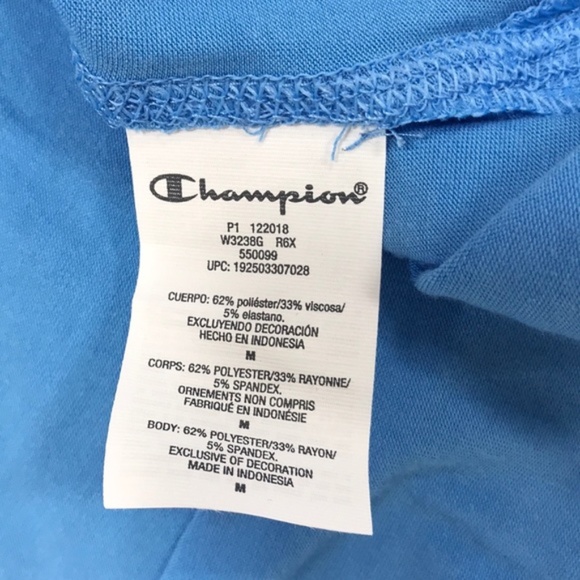 Champion®
P1 122018
W3238G R6X
550099
UPC: 192503307028
CUERPO: 62% poliéster/33% viscosa/
5% elastano.
EXCLUYENDO DECORACIÓN
HECHO EN INDONESIA
M
CORPS: 62% POLYESTER/33% RAYONNE/
5% SPANDEX.
ORNEMENTS NON COMPRIS
FABRIQUÉ EN INDONÉSIE
M
BODY: 62% POLYESTER/33% RAYON/
5% SPANDEX.
EXCLUSIVE OF DECORATION
MADE IN INDONESIA
M